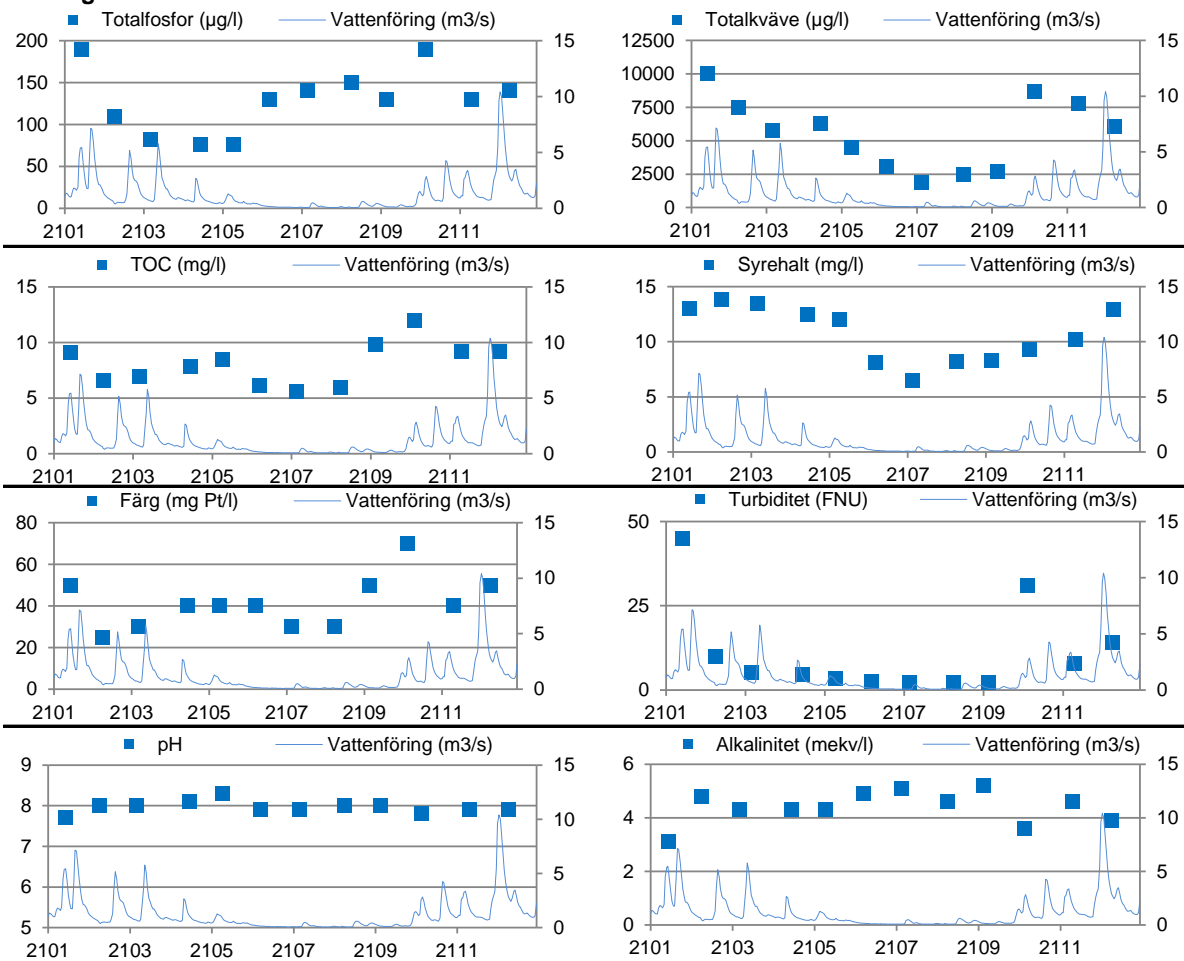 Totalfosfor (µg/l) Vattenföring (m3/s)
200 15
150 10
100
50 5
0 0
2101 2103 2105 2107 2109 2111
Totalkväve (µg/l) Vattenföring (m3/s)
12500 15
10000
7500 10
5000 5
2500
0 0
2101 2103 2105 2107 2109 2111
TOC (mg/l) Vattenföring (m3/s)
15 15
10 10
5 5
0 0
2101 2103 2105 2107 2109 2111
Syrehalt (mg/l) Vattenföring (m3/s)
15 15
10 10
5 5
0 0
2101 2103 2105 2107 2109 2111
Färg (mg Pt/l) Vattenföring (m3/s)
80 15
60 10
40
20 5
0 0
2101 2103 2105 2107 2109 2111
Turbiditet (FNU) Vattenföring (m3/s)
50 15
10
25
5
0 0
2101 2103 2105 2107 2109 2111
pH Vattenföring (m3/s)
9 15
8
7 10
6 5
5 0
2101 2103 2105 2107 2109 2111
Alkalinitet (mekv/l) Vattenföring (m3/s)
6 15
4 10
2 5
0 0
2101 2103 2105 2107 2109 2111